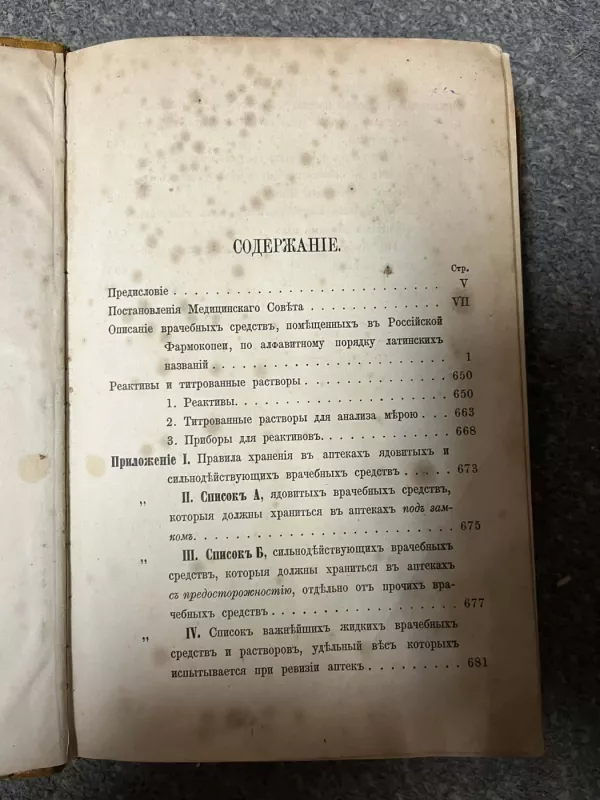 СОДЕРЖАНІЕ.
Стр.
Предисловіе . . . . . . . . . . . . . . . . . . . . . . . V
Постановленія Медицинскаго Совѣта . . . . . . . . . . . . VII
Описаніе врачебныхъ средствъ, помѣщенныхъ въ Россійской
Фармокопеи, по алфавитному порядку латинскихъ
названій . . . . . . . . . . . . . . . . . . . . 1
Реактивы и титрованные растворы . . . . . . . . . . . . 650
1. Реактивы. . . . . . . . . . . . . . . . . . . 650
2. Титрованные растворы для анализа мѣрою . . . . 663
3. Приборы для реактивовъ. . . . . . . . . . . . 668
Приложеніе I. Правила храненія въ аптекахъ ядовитыхъ и
сильнодѣйствующихъ врачебныхъ средствъ . . . . . 673
„ II. Списокъ А, ядовитыхъ врачебныхъ средствъ,
которыя должны храниться въ аптекахъ подъ зам-
комъ. . . . . . . . . . . . . . . . . . . . 675
„ III. Списокъ Б, сильнодѣйствующихъ врачебныхъ
средствъ, которыя должны храниться въ аптекахъ
съ предосторожностію, отдѣльно отъ прочихъ вра-
чебныхъ средствъ . . . . . . . . . . . . . . . 677
„ IV. Списокъ важнѣйшихъ жидкихъ врачебныхъ
средствъ и растворовъ, удѣльный вѣсъ которыхъ
испытывается при ревизіи аптекъ . . . . . . . . . 681